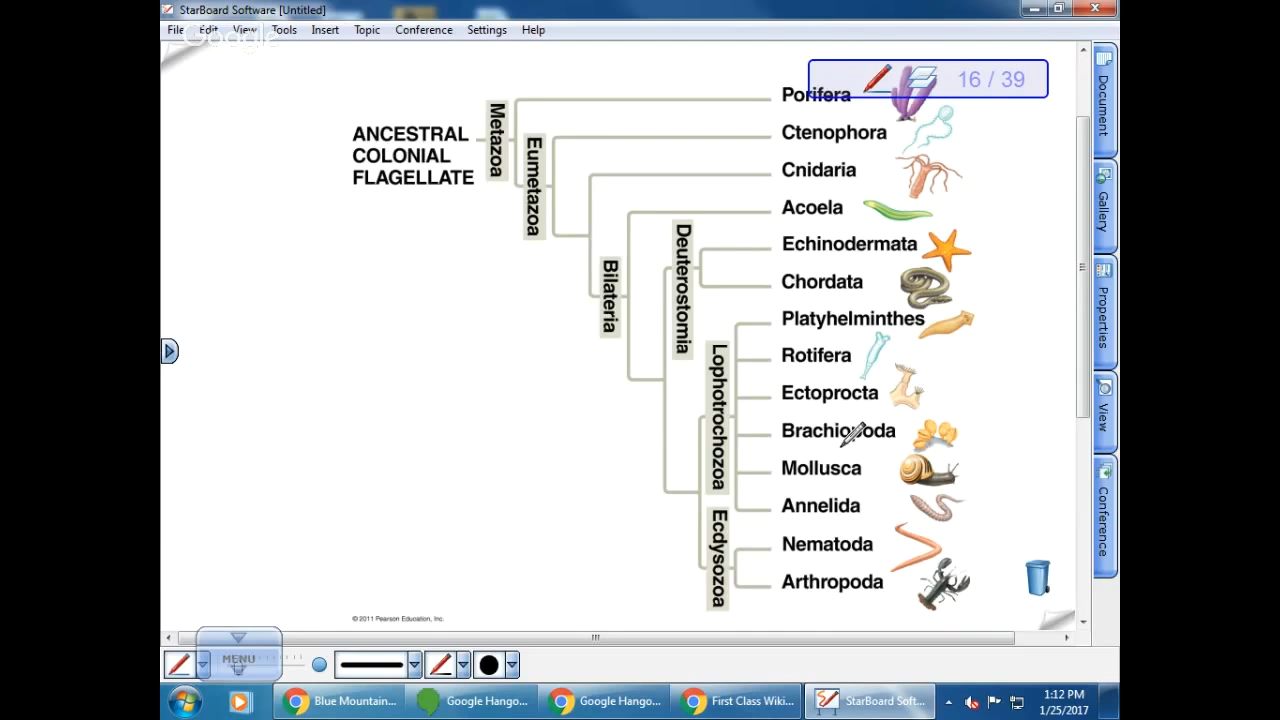 StarBoard Software [Untitled]
File Edit View Tools Insert Topic Conference Settings Help
Google
16 / 39
ANCESTRAL
COLONIAL
FLAGELLATE
Metazoa
Eumetazoa
Bilateria
Deuterostomia
Lophotrochozoa
Ecdysozoa
Porifera
Ctenophora
Cnidaria
Acoela
Echinodermata
Chordata
Platyhelminthes
Rotifera
Ectoprocta
Brachiopoda
Mollusca
Annelida
Nematoda
Arthropoda
© 2011 Pearson Education, Inc.
Document
Gallery
Properties
View
Conference
MENU
Blue Mountain...
Google Hango...
Google Hango...
First Class Wiki...
StarBoard Soft...
1:12 PM
1/25/2017